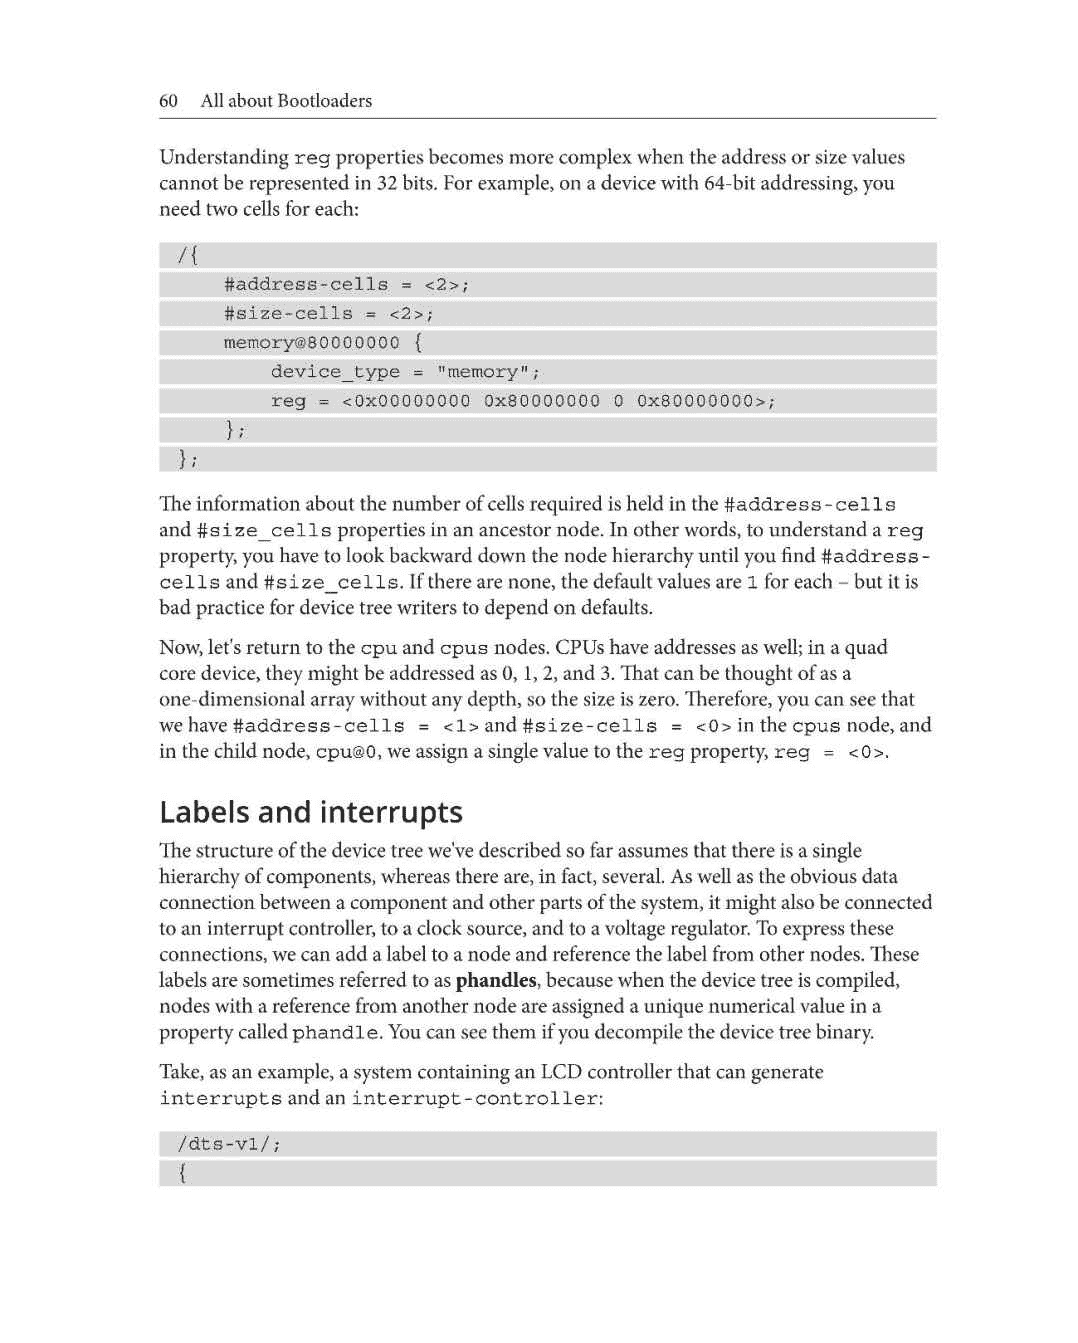 60 All about Bootloaders
Understanding reg properties becomes more complex when the address or size values
cannot be represented in 32 bits. For example, on a device with 64-bit addressing, you
need two cells for each:
/{
#address-cells = <2>;
#size-cells = <2>;
memory@80000000 {
device_type = "memory";
reg = <0x00000000 0x80000000 0 0x80000000>;
};
};
The information about the number of cells required is held in the #address-cells
and #size_cells properties in an ancestor node. In other words, to understand a reg
property, you have to look backward down the node hierarchy until you find #address-
cells and #size_cells. If there are none, the default values are 1 for each – but it is
bad practice for device tree writers to depend on defaults.
Now, let's return to the cpu and cpus nodes. CPUs have addresses as well; in a quad
core device, they might be addressed as 0, 1, 2, and 3. That can be thought of as a
one-dimensional array without any depth, so the size is zero. Therefore, you can see that
we have #address-cells = <1> and #size-cells = <0> in the cpus node, and
in the child node, cpu@0, we assign a single value to the reg property, reg = <0>.
Labels and interrupts
The structure of the device tree we've described so far assumes that there is a single
hierarchy of components, whereas there are, in fact, several. As well as the obvious data
connection between a component and other parts of the system, it might also be connected
to an interrupt controller, to a clock source, and to a voltage regulator. To express these
connections, we can add a label to a node and reference the label from other nodes. These
labels are sometimes referred to as phandles, because when the device tree is compiled,
nodes with a reference from another node are assigned a unique numerical value in a
property called phandle. You can see them if you decompile the device tree binary.
Take, as an example, a system containing an LCD controller that can generate
interrupts and an interrupt-controller:
/dts-v1/;
{